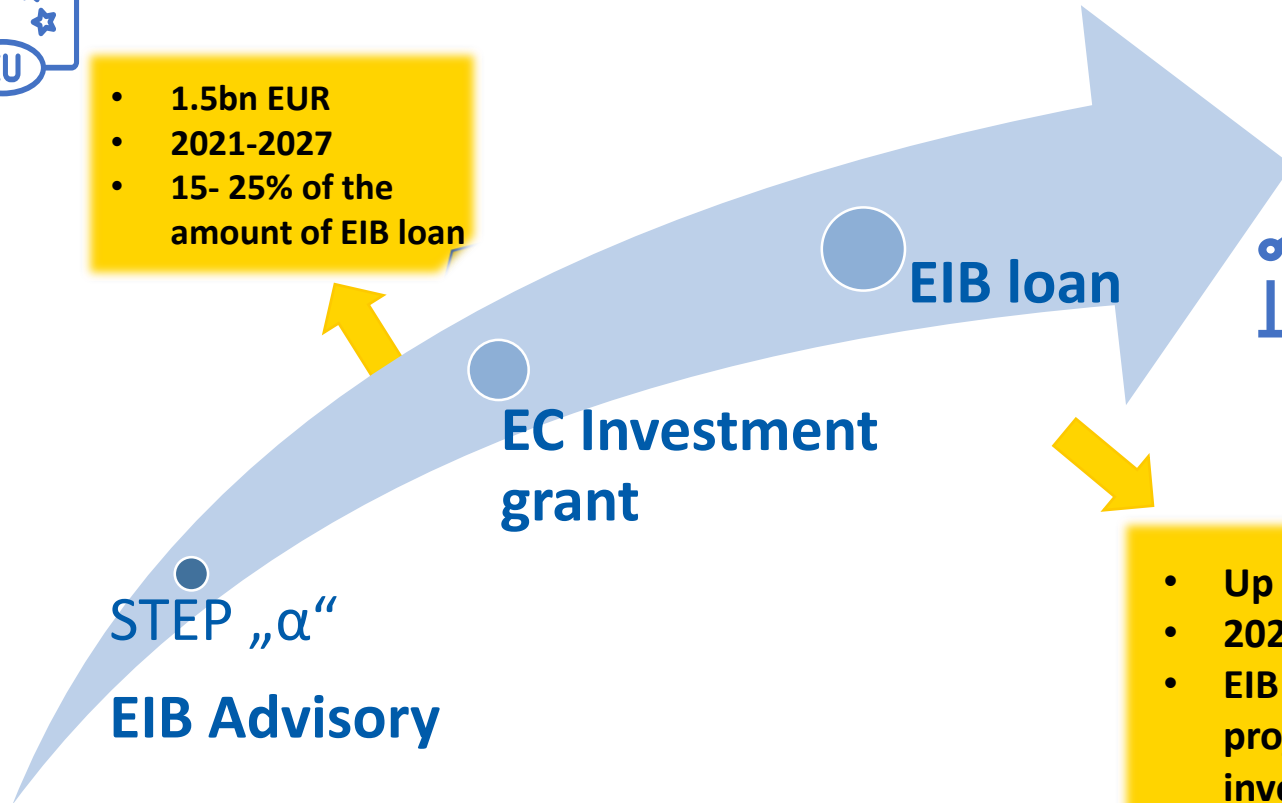 • 1.5bn EUR
• 2021-2027
• 15- 25% of the
amount of EIB loan
EIB loan
EC Investment
grant
STEP „α“
EIB Advisory
• Up
•
• EIB